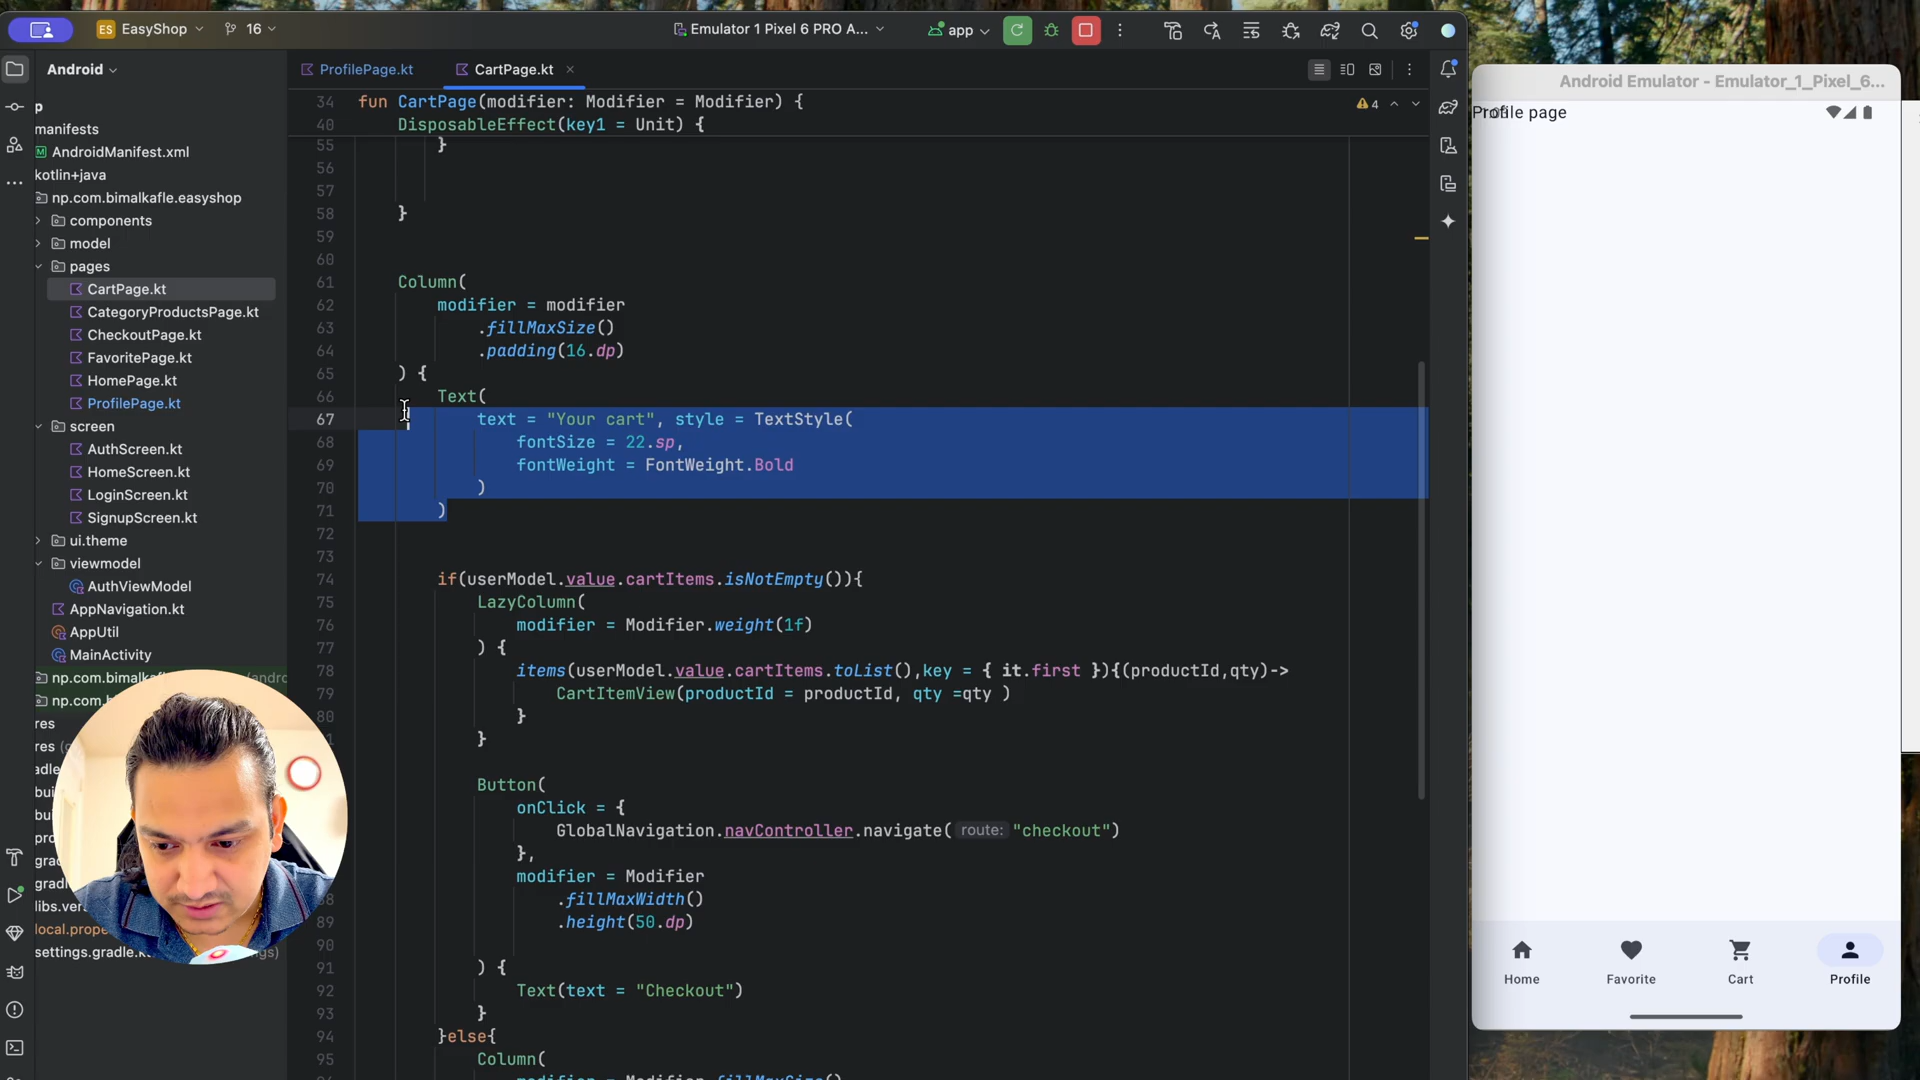 ES EasyShop
16
Emulator 1 Pixel 6 PRO A...
app
Android
ProfilePage.kt
CartPage.kt
p
manifests
AndroidManifest.xml
kotlin+java
np.com.bimalkafle.easyshop
components
model
pages
CartPage.kt
CategoryProductsPage.kt
CheckoutPage.kt
FavoritePage.kt
HomePage.kt
ProfilePage.kt
screen
AuthScreen.kt
HomeScreen.kt
LoginScreen.kt
SignupScreen.kt
ui.theme
viewmodel
AuthViewModel
AppNavigation.kt
AppUtil
MainActivity
res
settings.gradle.k
34 fun CartPage(modifier: Modifier = Modifier) {
40 DisposableEffect(key1 = Unit) {
4
55 }
56
57
58 }
59
60
61 Column(
62 modifier = modifier
63 .fillMaxSize()
64 .padding(16.dp)
65 ) {
66 Text(
67 text = "Your cart", style = TextStyle(
68 fontSize = 22.sp,
69 fontWeight = FontWeight.Bold
70 )
71 )
72
73
74 if(userModel.value.cartItems.isNotEmpty()){
75 LazyColumn(
76 modifier = Modifier.weight(1f)
77 ) {
78 items(userModel.value.cartItems.toList(),key = { it.first }){(productId,qty)->
79 CartItemView(productId = productId, qty =qty )
80 }
}
Button(
onClick = {
GlobalNavigation.navController.navigate( route: "checkout")
},
modifier = Modifier
.fillMaxWidth()
89 .height(50.dp)
90
91 ) {
92 Text(text = "Checkout")
93 }
94 }else{
95 Column(
modifier = Modifier.fillMaxSize()
Android Emulator - Emulator_1_Pixel_6...
Profile page
Home
Favorite
Cart
Profile